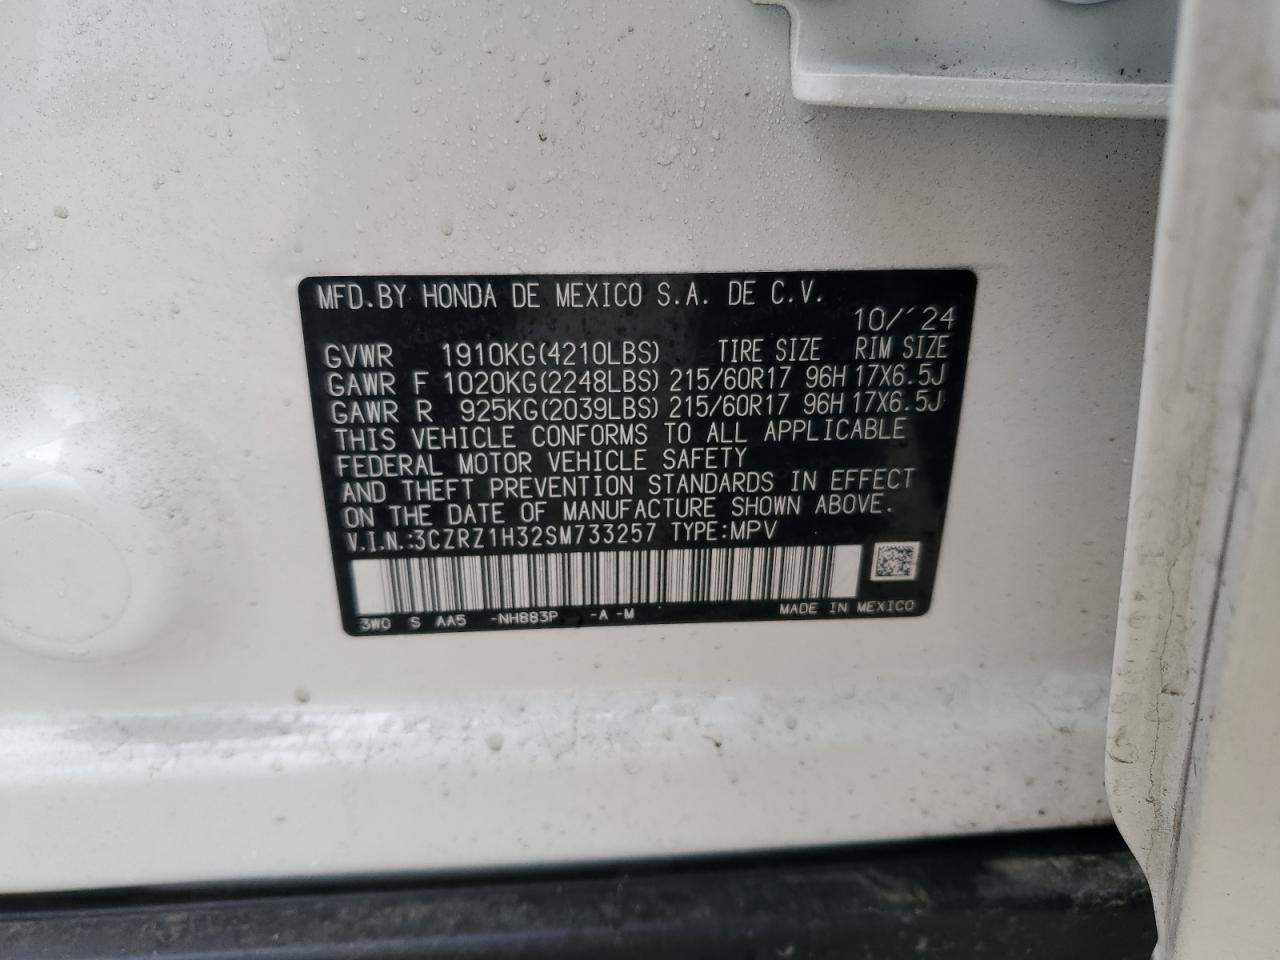 MFD.BY HONDA DE MEXICO S.A. DE C.V.
10/´24
GVWR 1910KG(4210LBS) TIRE SIZE RIM SIZE
GAWR F 1020KG(2248LBS) 215/60R17 96H 17X6.5J
GAWR R 925KG(2039LBS) 215/60R17 96H 17X6.5J
THIS VEHICLE CONFORMS TO ALL APPLICABLE
FEDERAL MOTOR VEHICLE SAFETY
AND THEFT PREVENTION STANDARDS IN EFFECT
ON THE DATE OF MANUFACTURE SHOWN ABOVE.
V.I.N.:3CZRZ1H32SM733257 TYPE:MPV
3W0 S AA5 -NH883P -A -M MADE IN MEXICO